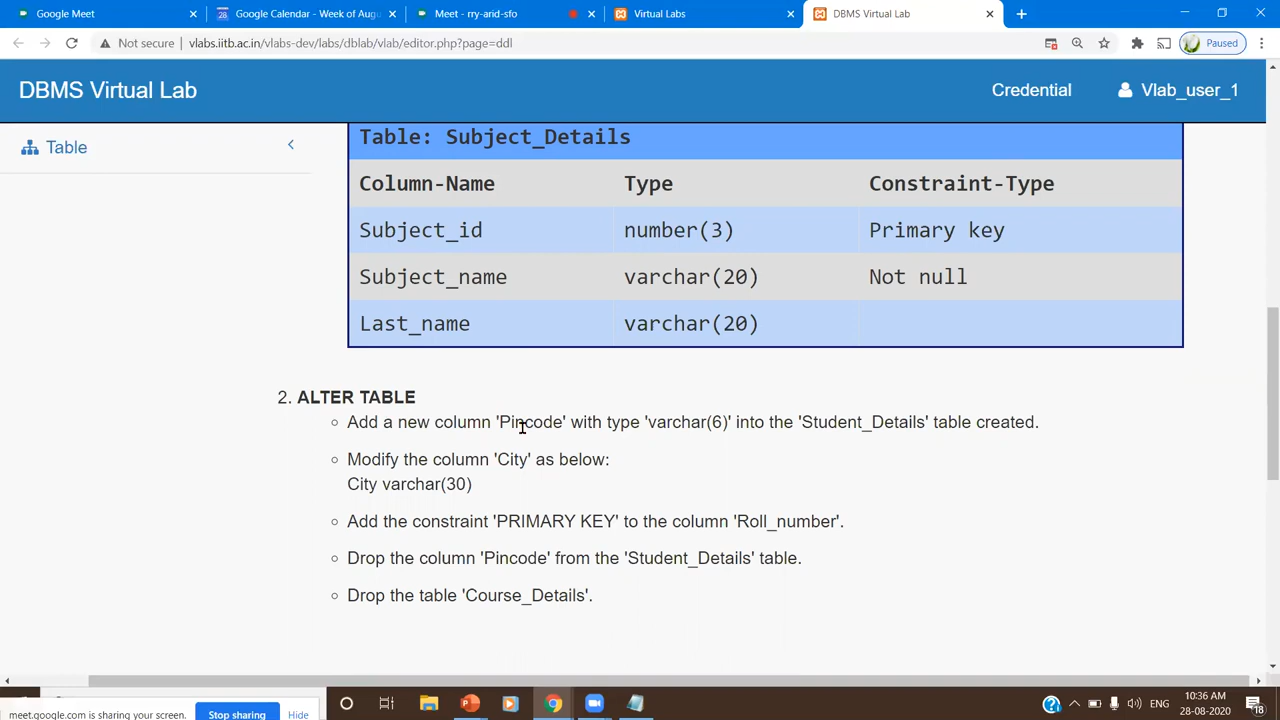 Google Meet
Google Calendar - Week of Aug
Meet - rry-arid-sfo
Virtual Labs
DBMS Virtual Lab
Not secure
vlabs.iitb.ac.in/vlabs-dev/labs/dblab/vlab/editor.php?page=ddl
Paused
DBMS Virtual Lab
Credential
Vlab_user_1
Table
Table: Subject_Details
Column-Name Type Constraint-Type
Subject_id number(3) Primary key
Subject_name varchar(20) Not null
Last_name varchar(20)
2. ALTER TABLE
Add a new column 'Pincode' with type 'varchar(6)' into the 'Student_Details' table created.
Modify the column 'City' as below:
City varchar(30)
Add the constraint 'PRIMARY KEY' to the column 'Roll_number'.
Drop the column 'Pincode' from the 'Student_Details' table.
Drop the table 'Course_Details'.
meet.google.com is sharing your screen.
Stop sharing
Hide
ENG
10:36 AM
28-08-2020
18